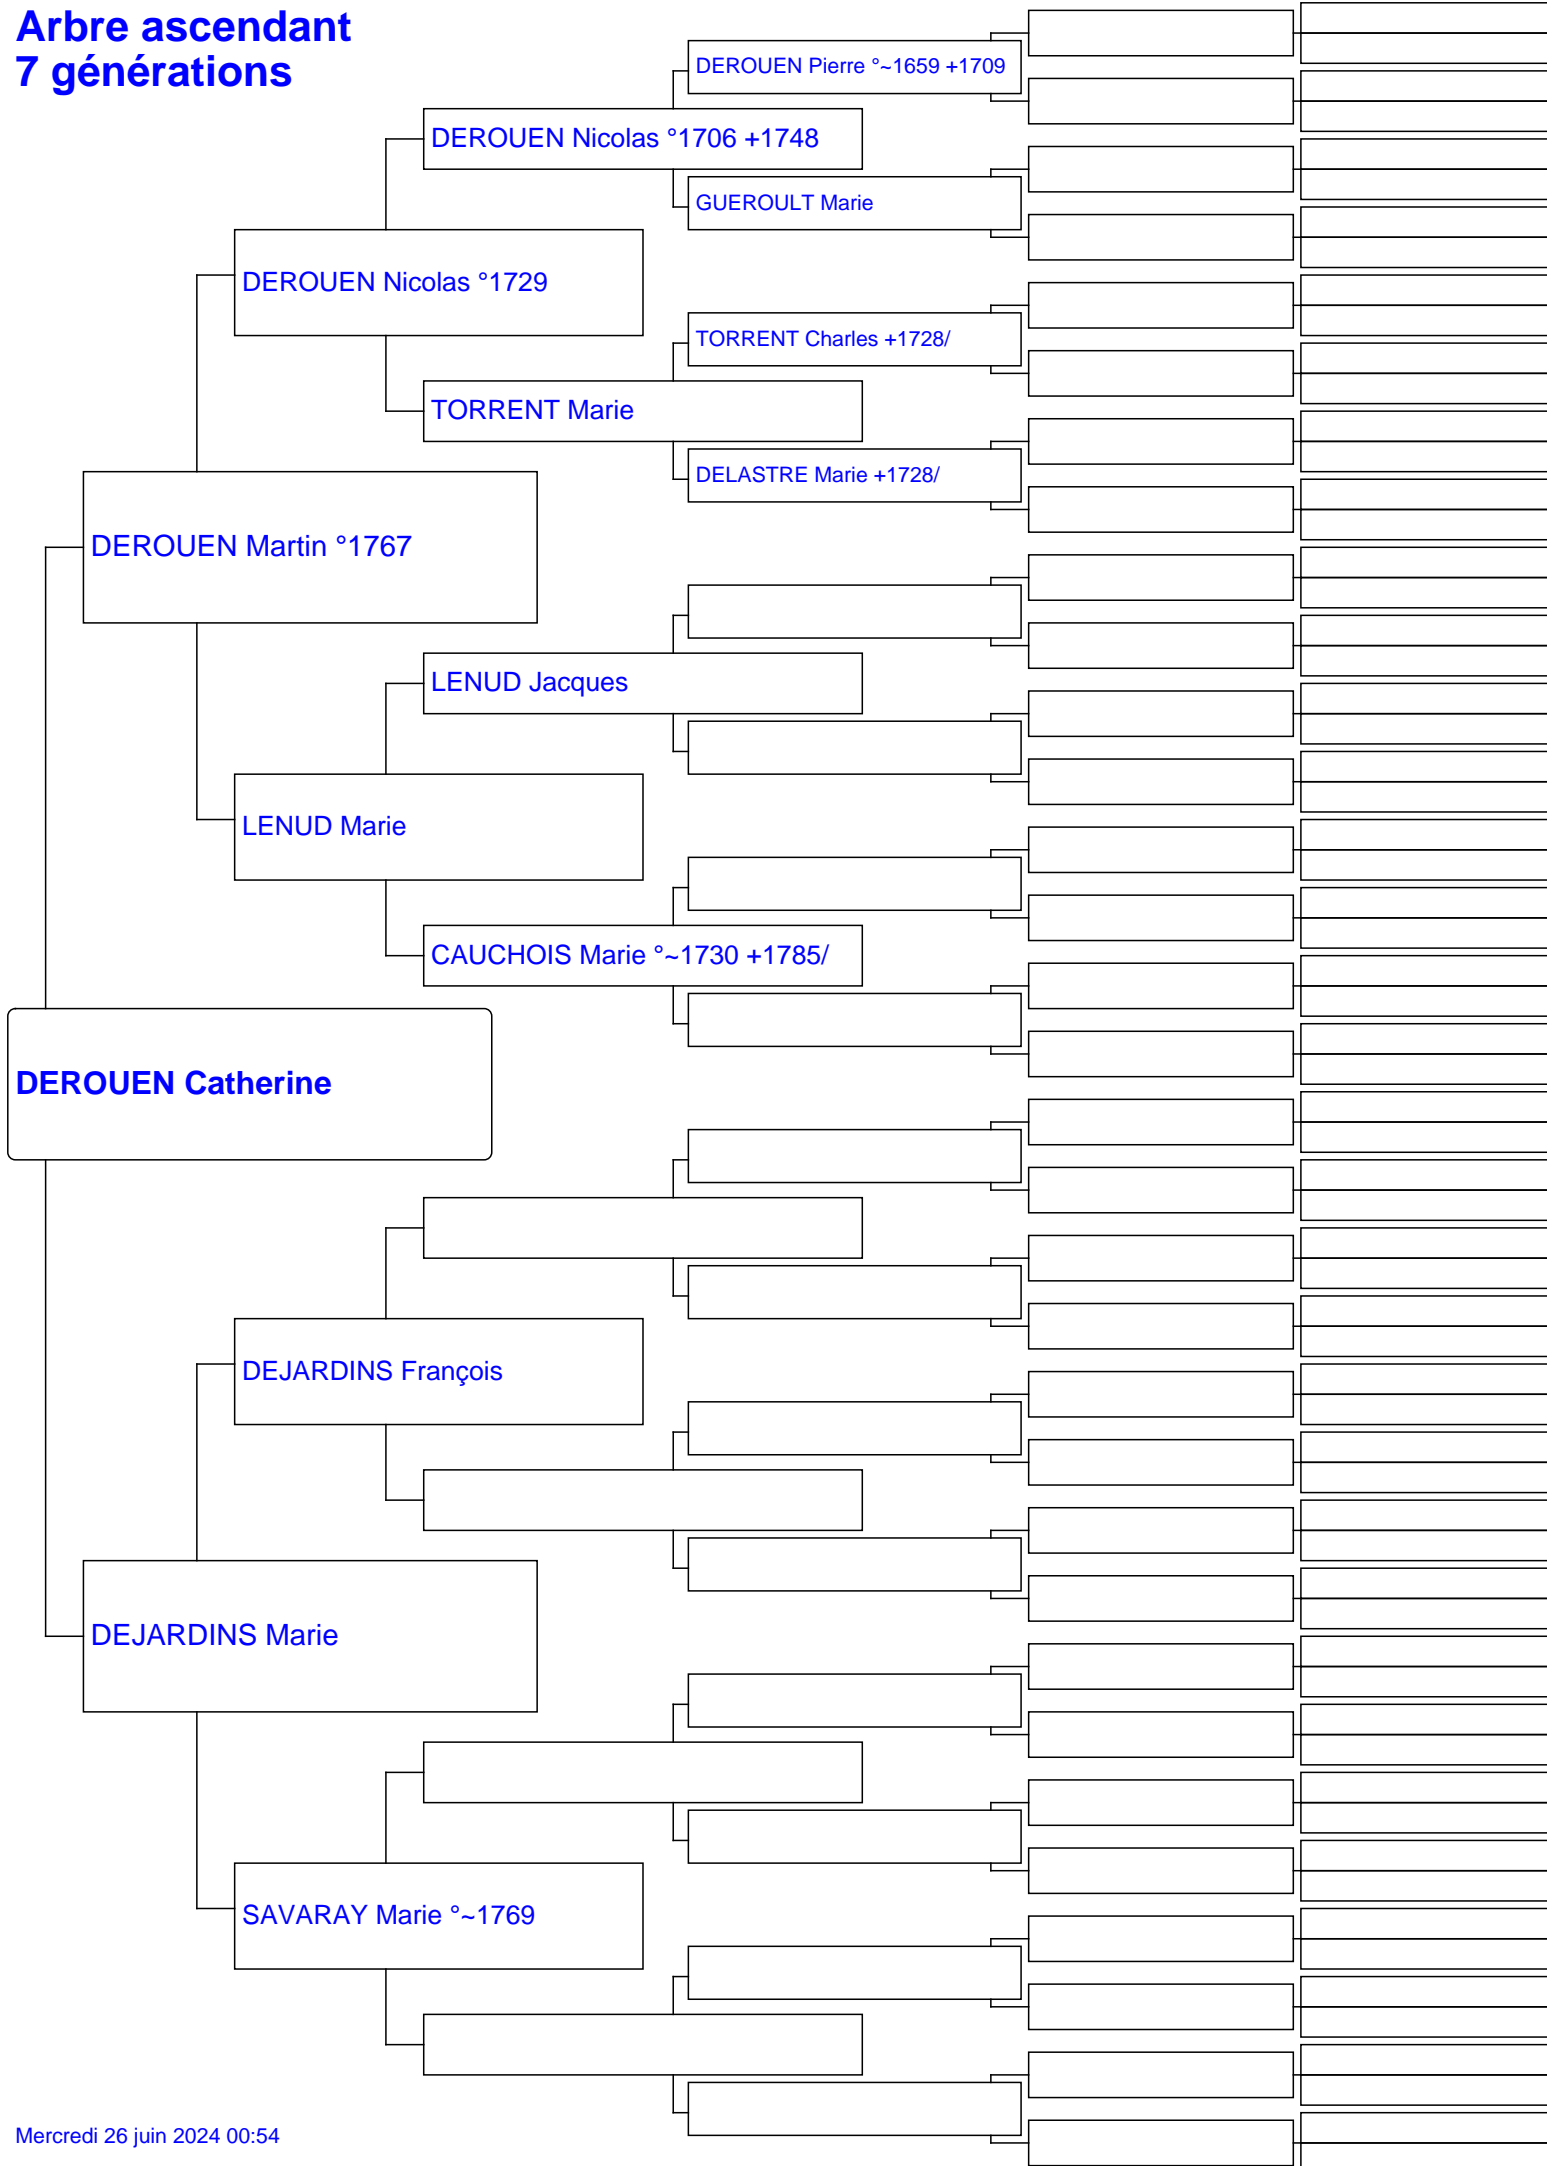 Arbre ascendant
7 générations
DEROUEN Pierre °~1659 +1709
DEROUEN Nicolas °1706 +1748
GUEROULT Marie
DEROUEN Nicolas °1729
TORRENT Charles +1728/
TORRENT Marie
DELASTRE Marie +1728/
DEROUEN Martin °1767
LENUD Jacques
LENUD Marie
CAUCHOIS Marie °~1730 +1785/
DEROUEN Catherine
DEJARDINS François
DEJARDINS Marie
SAVARAY Marie °~1769
Mercredi 26 juin 2024 00:54